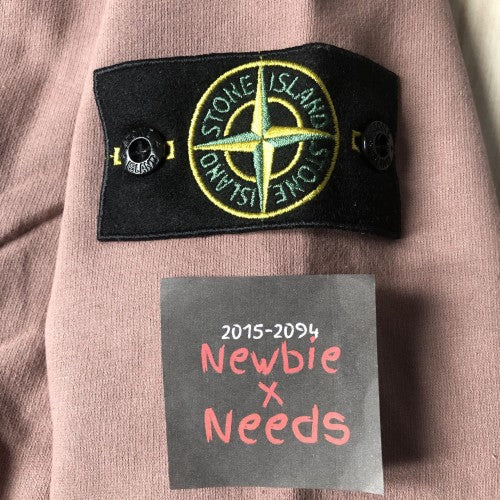 STONE ISLAND
STONE ISLAND
ISLAND
2015-2094
Newbie
x
Needs